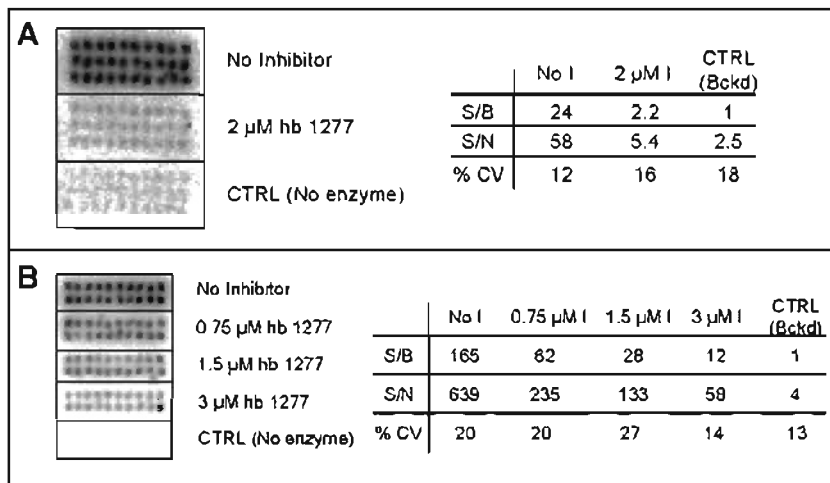 A
No Inhibitor
2 µM hb 1277
CTRL (No enzyme)
No I 2 µM I CTRL (Bckd)
S/B 24 2.2 1
S/N 58 5.4 2.5
% CV 12 16 18
B
No Inhibitor
0.75 µM hb 1277
1.5 µM hb 1277
3 µM hb 1277
CTRL (No enzyme)
No I 0.75 µM I 1.5 µM I 3 µM I CTRL (Bckd)
S/B 165 82 28 12 1
S/N 639 235 133 58 4
% CV 20 20 27 14 13